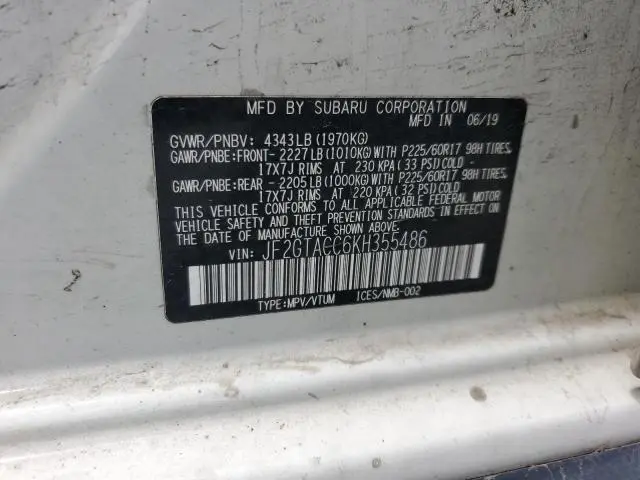 MFD BY SUBARU CORPORATION
MFD IN 06/19
GVWR/PNBV: 4343LB (1970KG)
GAWR/PNBE:FRONT- 2227LB(1010KG)WITH P225/60R17 98H TIRES,
17X7J RIMS AT 230 KPA(33 PSI)COLD
GAWR/PNBE:REAR - 2205LB(1000KG)WITH P225/60R17 98H TIRES,
17X7J RIMS AT 220 KPA(32 PSI)COLD
THIS VEHICLE CONFORMS TO ALL APPLICABLE FEDERAL MOTOR
VEHICLE SAFETY AND THEFT PREVENTION STANDARDS IN EFFECT ON
THE DATE OF MANUFACTURE SHOWN ABOVE.
VIN: JF2GTACC6KH355486
TYPE:MPV/VTUM ICES/NMB-002